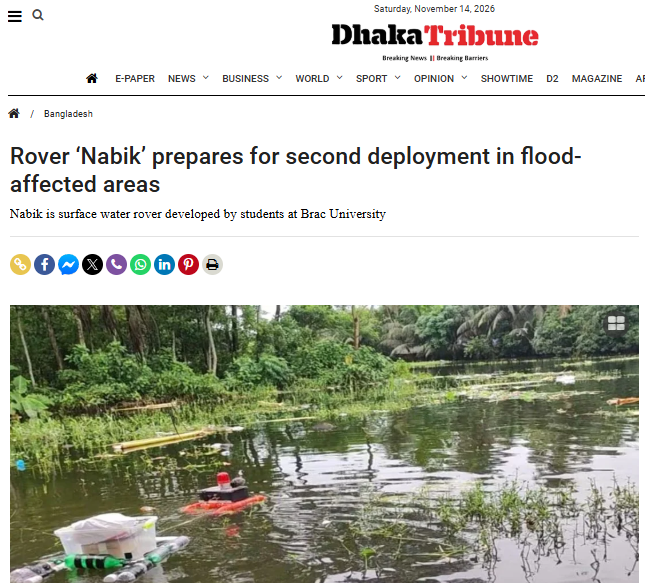 Saturday, November 14, 2026
DhakaTribune
Breaking News || Breaking Barriers
E-PAPER NEWS BUSINESS WORLD SPORT OPINION SHOWTIME D2 MAGAZINE
/ Bangladesh
Rover ‘Nabik’ prepares for second deployment in flood-
affected areas
Nabik is surface water rover developed by students at Brac University